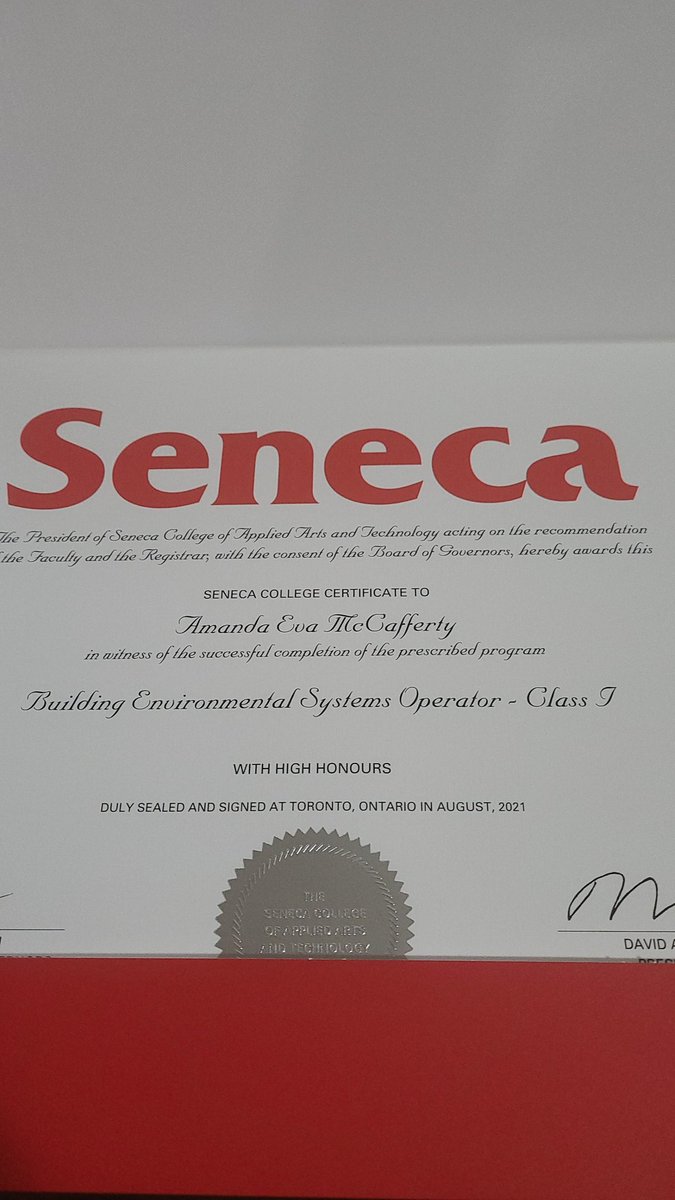 Seneca
The President of Seneca College of Applied Arts and Technology acting on the recommendation
the Faculty and the Registrar, with the consent of the Board of Governors, hereby awards this
SENECA COLLEGE CERTIFICATE TO
Amanda Eva McCafferty
in witness of the successful completion of the prescribed program
Building Environmental Systems Operator - Class I
WITH HIGH HONOURS
DULY SEALED AND SIGNED AT TORONTO, ONTARIO IN AUGUST, 2021
THE
SENECA COLLEGE
OF APPLIED ARTS
AND TECHNOLOGY
DAVID A